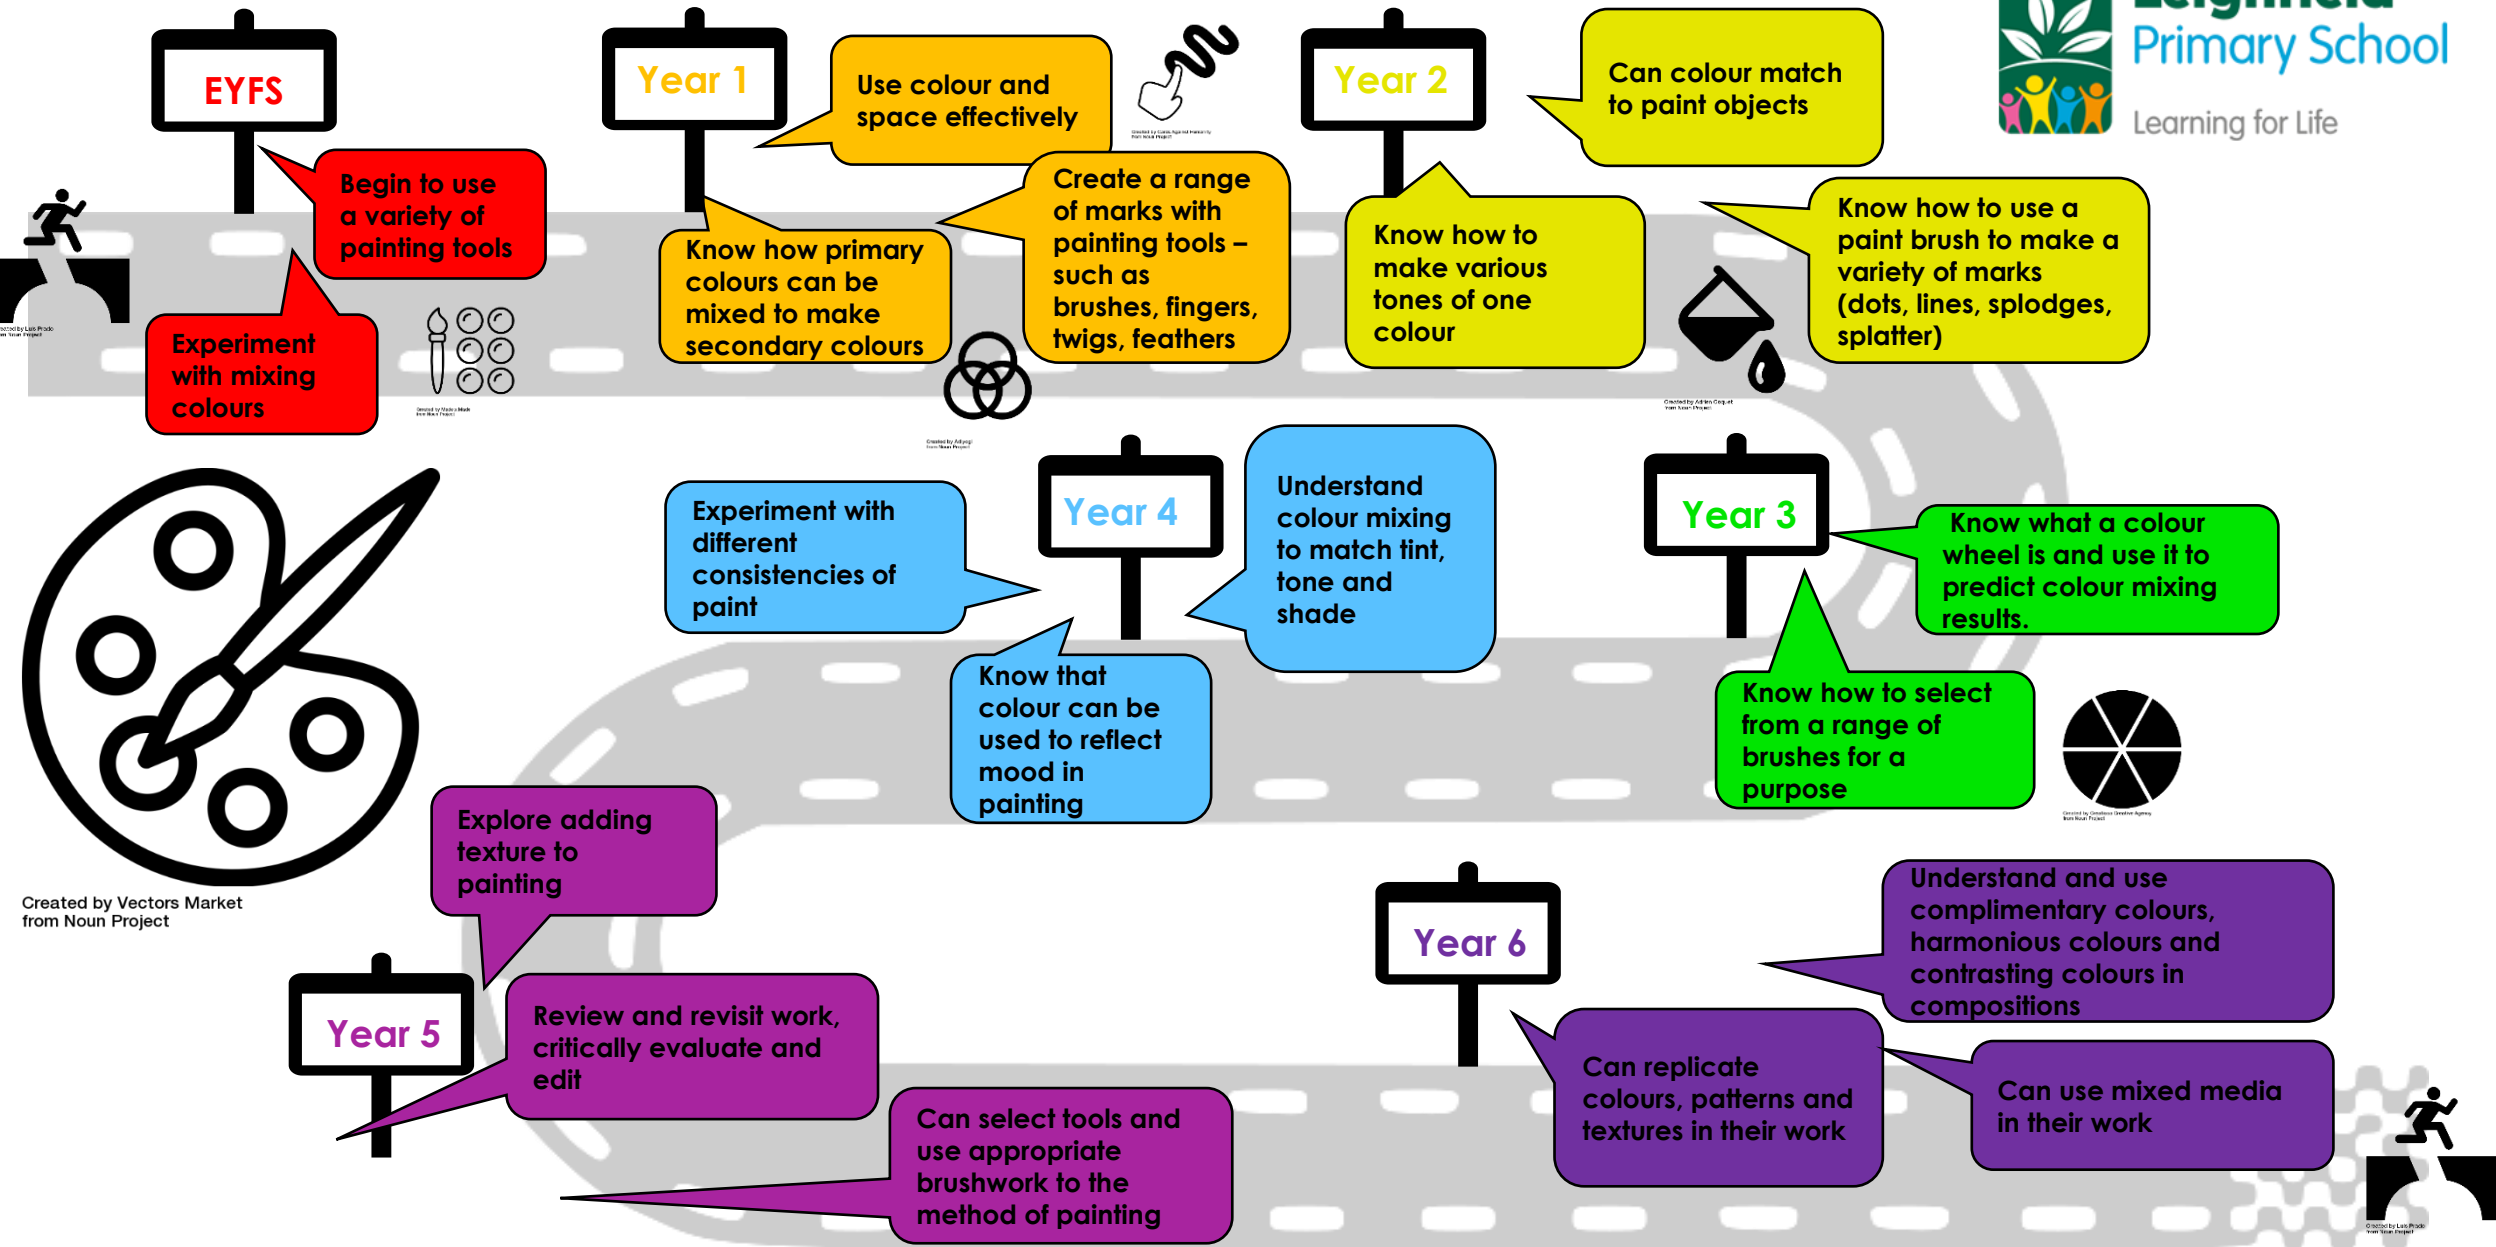 EYFS
Begin to use
a variety of
painting tools
Experiment
with mixing
colours
Year 1
Use colour and
space effectively
Know how primary
colours can be
mixed to make
secondary colours
Create a range
of marks with
painting tools –
such as
brushes, fingers,
twigs, feathers
Year 2
Can colour match
to paint objects
Know how to
make various
tones of one
colour
Know how to use a
paint brush to make a
variety of marks
(dots, lines, splodges,
splatter)
Primary School
Learning for Life
Year 3
Know what a colour
wheel is and use it to
predict colour mixing
results.
Know how to select
from a range of
brushes for a
purpose
Year 4
Experiment with
different
consistencies of
paint
Understand
colour mixing
to match tint,
tone and
shade
Know that
colour can be
used to reflect
mood in
painting
Created by Vectors Market
from Noun Project
Year 5
Explore adding
texture to
painting
Review and revisit work,
critically evaluate and
edit
Can select tools and
use appropriate
brushwork to the
method of painting
Year 6
Understand and use
complimentary colours,
harmonious colours and
contrasting colours in
compositions
Can replicate
colours, patterns and
textures in their work
Can use mixed media
in their work